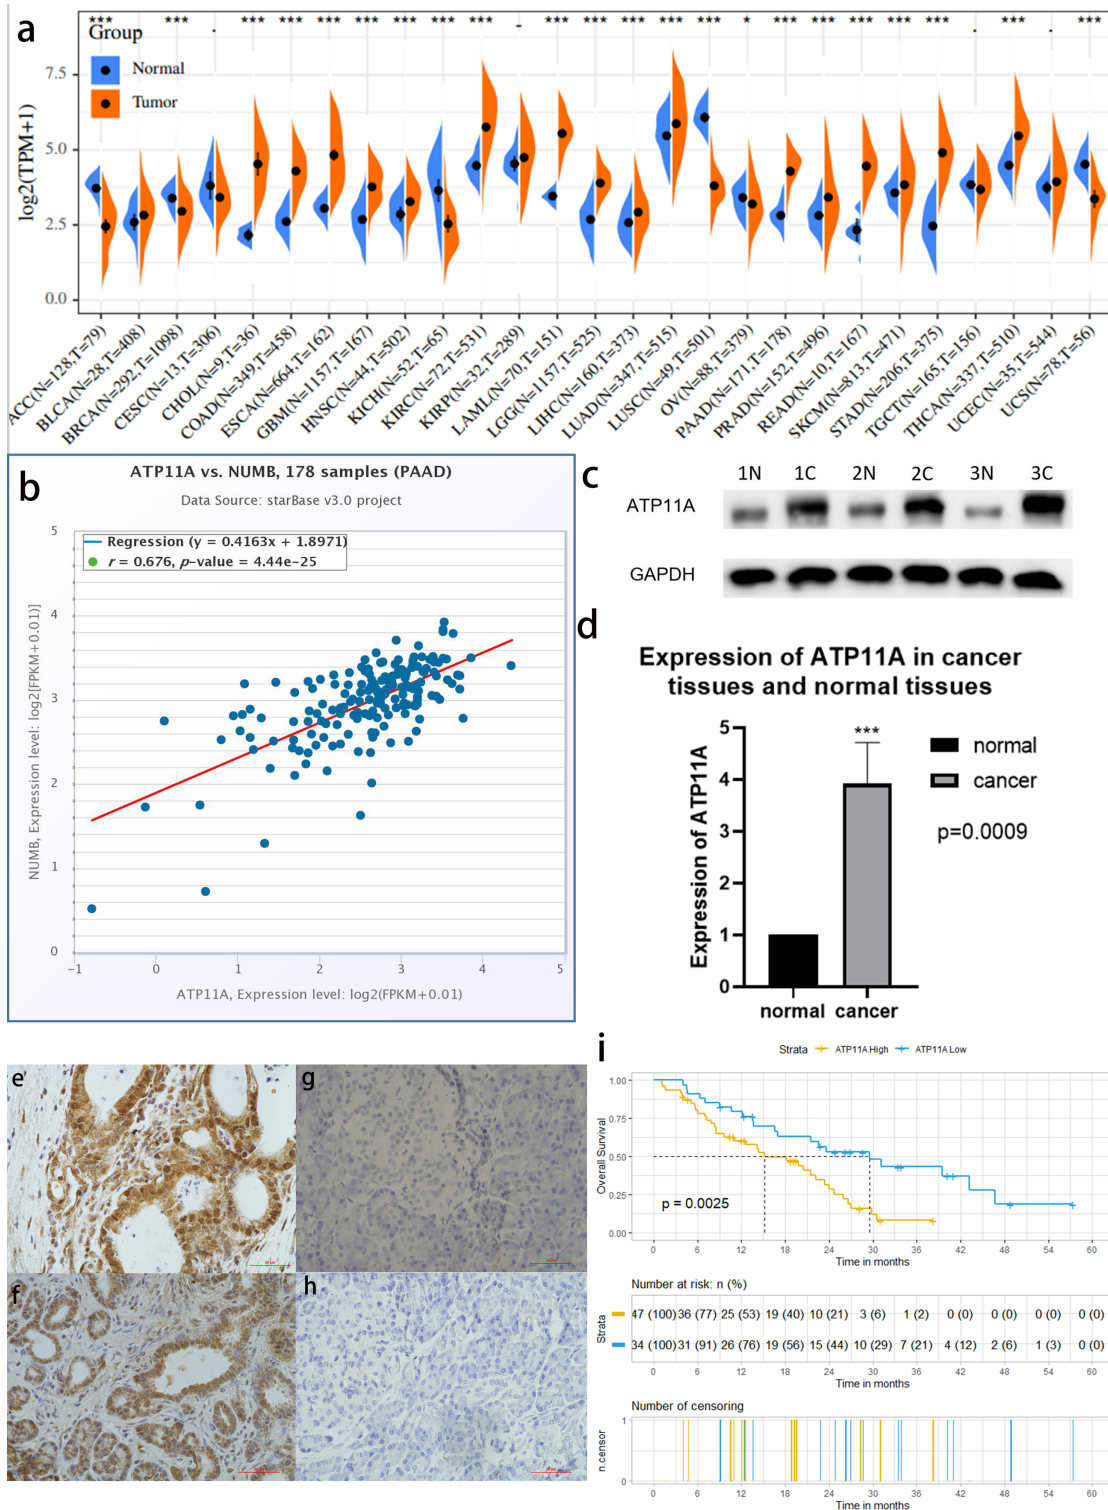 a
*** *** . *** *** *** *** *** *** *** - *** *** *** *** *** * *** *** *** *** *** . *** . ***
Group
Normal
Tumor
log2(TPM+1)
7.5
5.0
2.5
0.0
ACC(N=128,T=79)
BLCA(N=28,T=408)
BRCA(N=292,T=1098)
CESC(N=13,T=306)
CHOL(N=9,T=36)
COAD(N=349,T=458)
ESCA(N=664,T=162)
GBM(N=1157,T=167)
HNSC(N=44,T=502)
KICH(N=52,T=65)
KIRC(N=72,T=531)
KIRP(N=32,T=289)
LAML(N=70,T=151)
LGG(N=1157,T=525)
LIHC(N=160,T=373)
LUAD(N=347,T=515)
LUSC(N=49,T=501)
OV(N=88,T=379)
PAAD(N=171,T=178)
PRAD(N=152,T=496)
READ(N=10,T=167)
SKCM(N=813,T=471)
STAD(N=206,T=375)
TGCT(N=165,T=156)
THCA(N=337,T=510)
UCEC(N=35,T=544)
UCS(N=78,T=56)
b
ATP11A vs. NUMB, 178 samples (PAAD)
Data Source: starBase v3.0 project
Regression (y = 0.4163x + 1.8971)
r = 0.676, p-value = 4.44e-25
NUMB, Expression level: log2[FPKM+0.01)]
5
4
3
2
1
0
-1 0 1 2 3 4 5
ATP11A, Expression level: log2(FPKM+0.01)
c
1N 1C 2N 2C 3N 3C
ATP11A
GAPDH
d
Expression of ATP11A in cancer
tissues and normal tissues
Expression of ATP11A
5
4
3
2
1
0
***
normal
cancer
p=0.0009
normal cancer
e
g
f
h
i
Strata ATP11A High ATP11A Low
Overall Survival
1.00
0.75
0.50
0.25
0.00
p = 0.0025
0 6 12 18 24 30 36 42 48 54 60
Time in months
Number at risk: n (%)
Strata
47 (100) 36 (77) 25 (53) 19 (40) 10 (21) 3 (6) 1 (2) 0 (0) 0 (0) 0 (0) 0 (0)
34 (100) 31 (91) 26 (76) 19 (56) 15 (44) 10 (29) 7 (21) 4 (12) 2 (6) 1 (3) 0 (0)
0 6 12 18 24 30 36 42 48 54 60
Time in months
Number of censoring
n.censor
1
0
0 6 12 18 24 30 36 42 48 54 60
Time in months